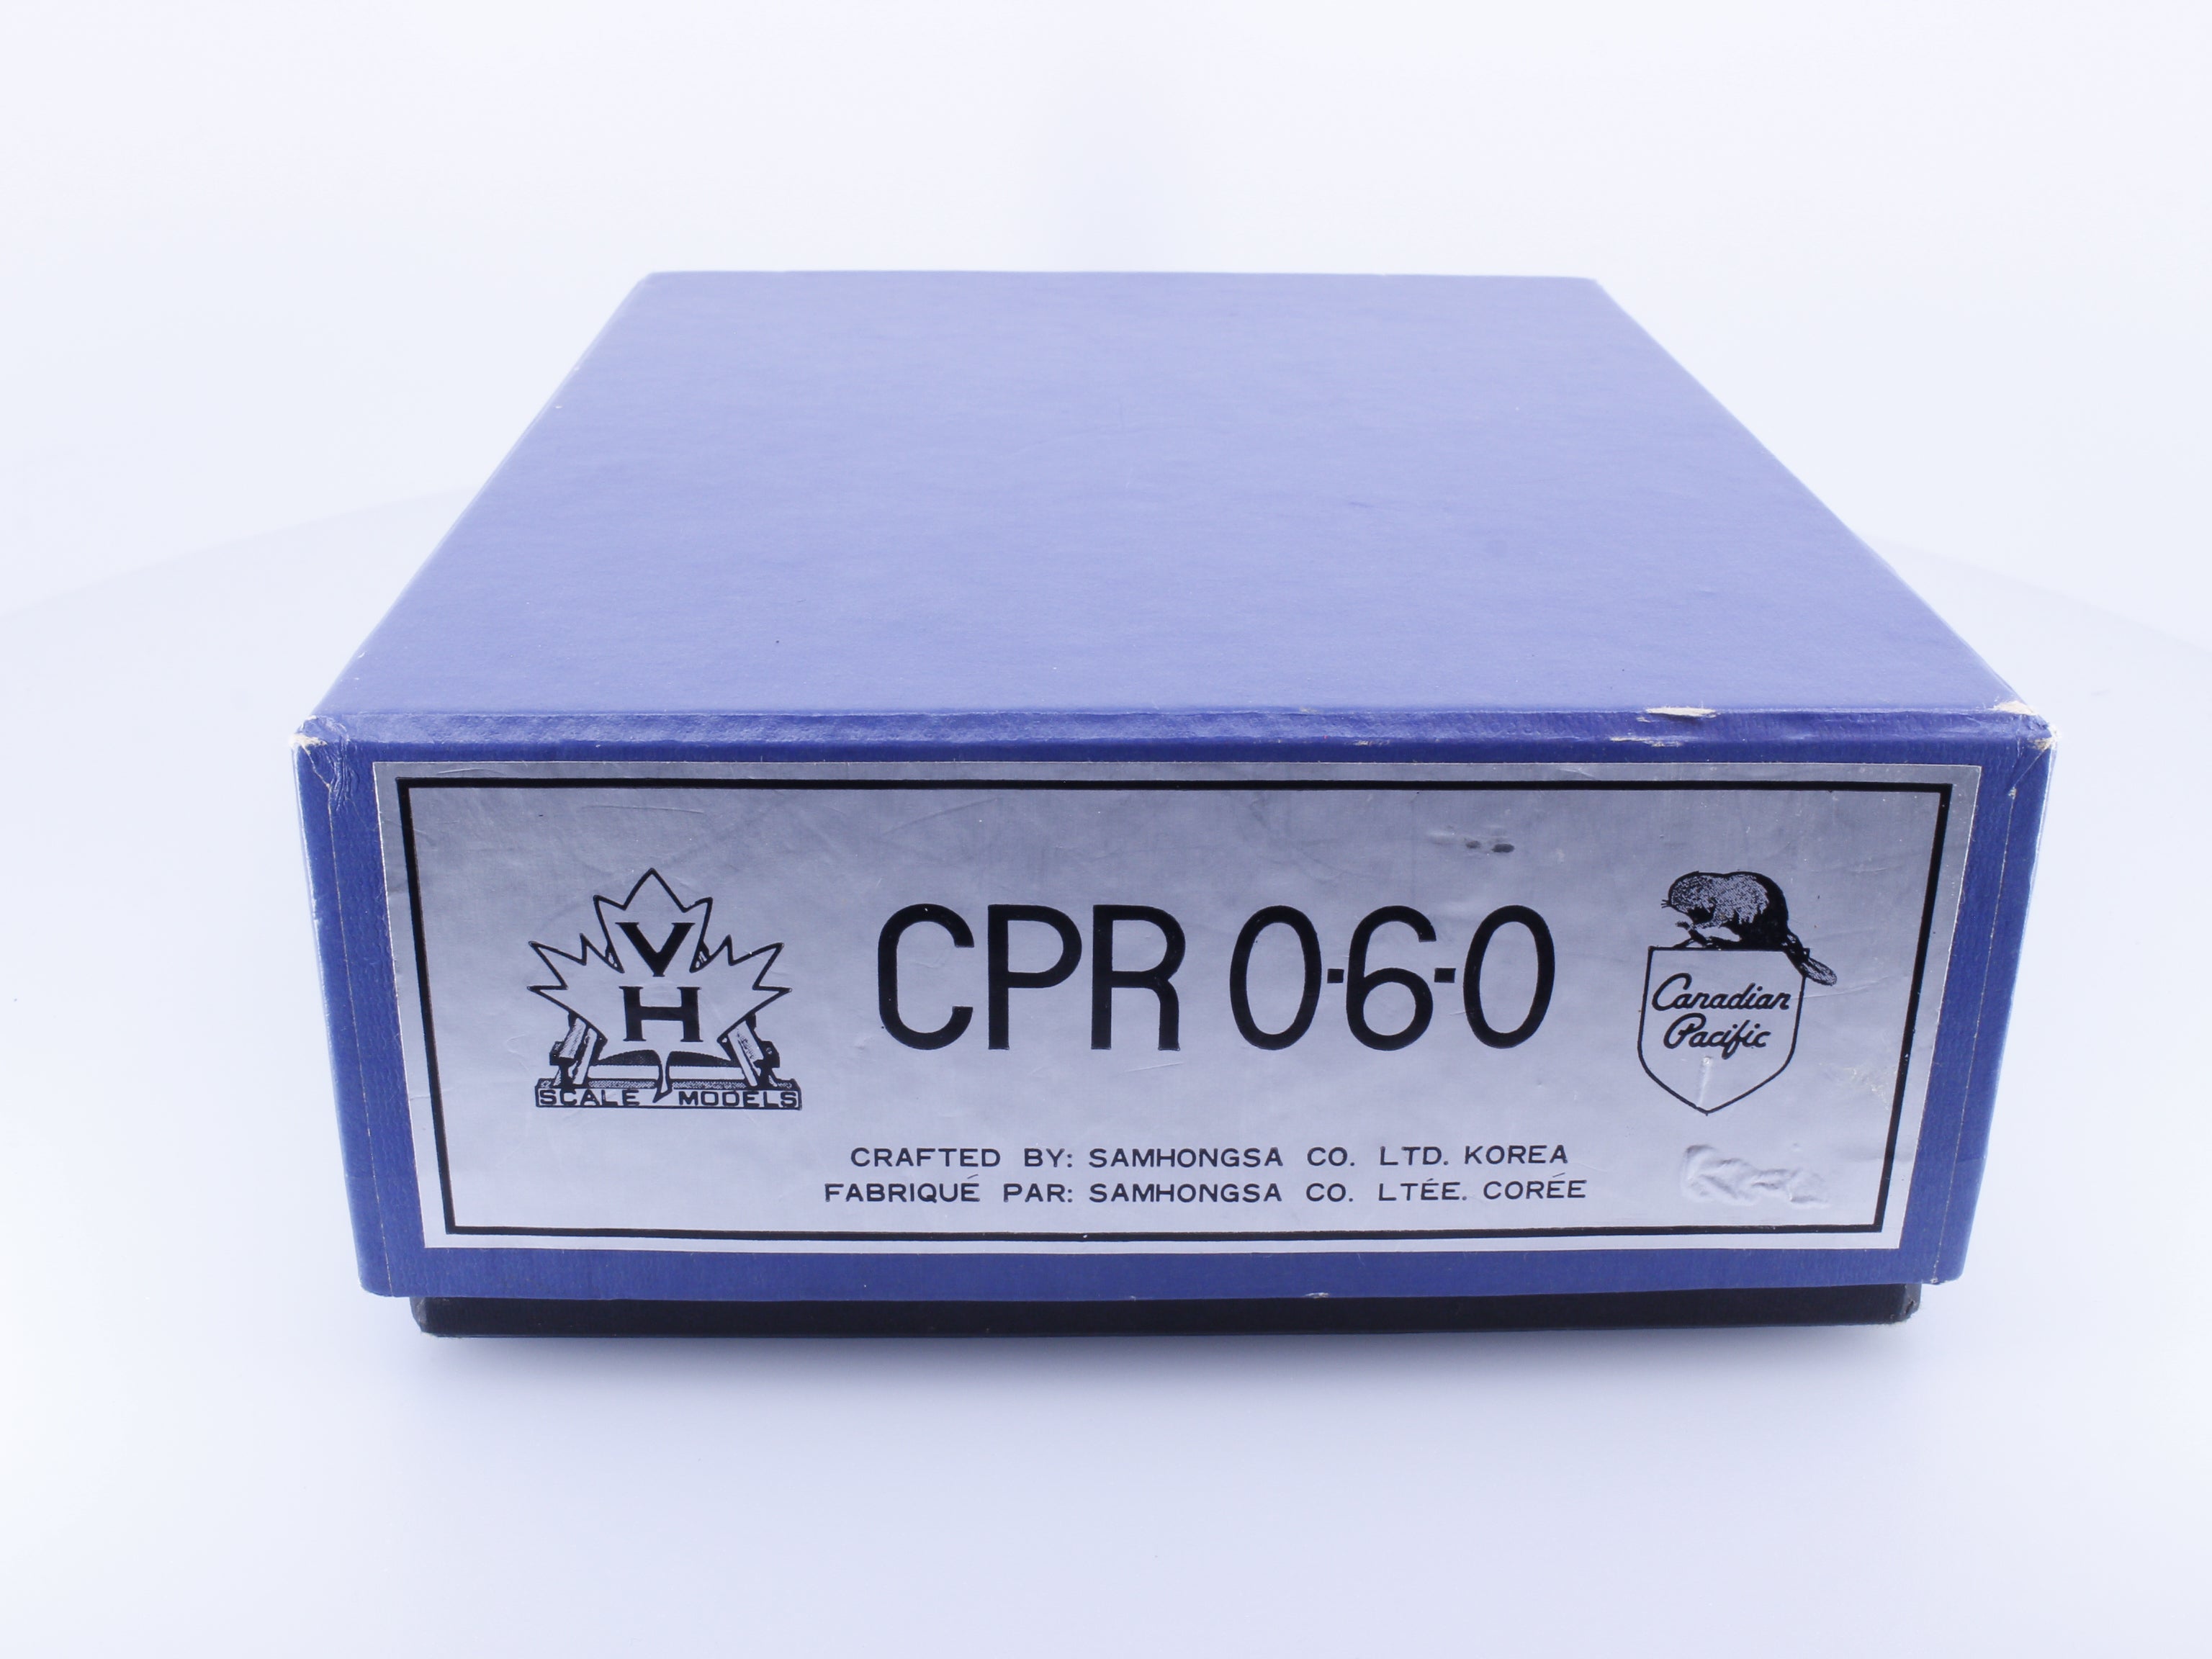 V
H
SCALE MODELS
CPR 0-6-0
Canadian
Pacific
CRAFTED BY: SAMHONGSA CO. LTD. KOREA
FABRIQUÉ PAR: SAMHONGSA CO. LTÉE. CORÉE